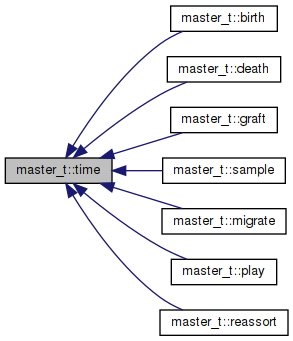 master_t::birth
master_t::death
master_t::graft
master_t::time
master_t::sample
master_t::migrate
master_t::play
master_t::reassort